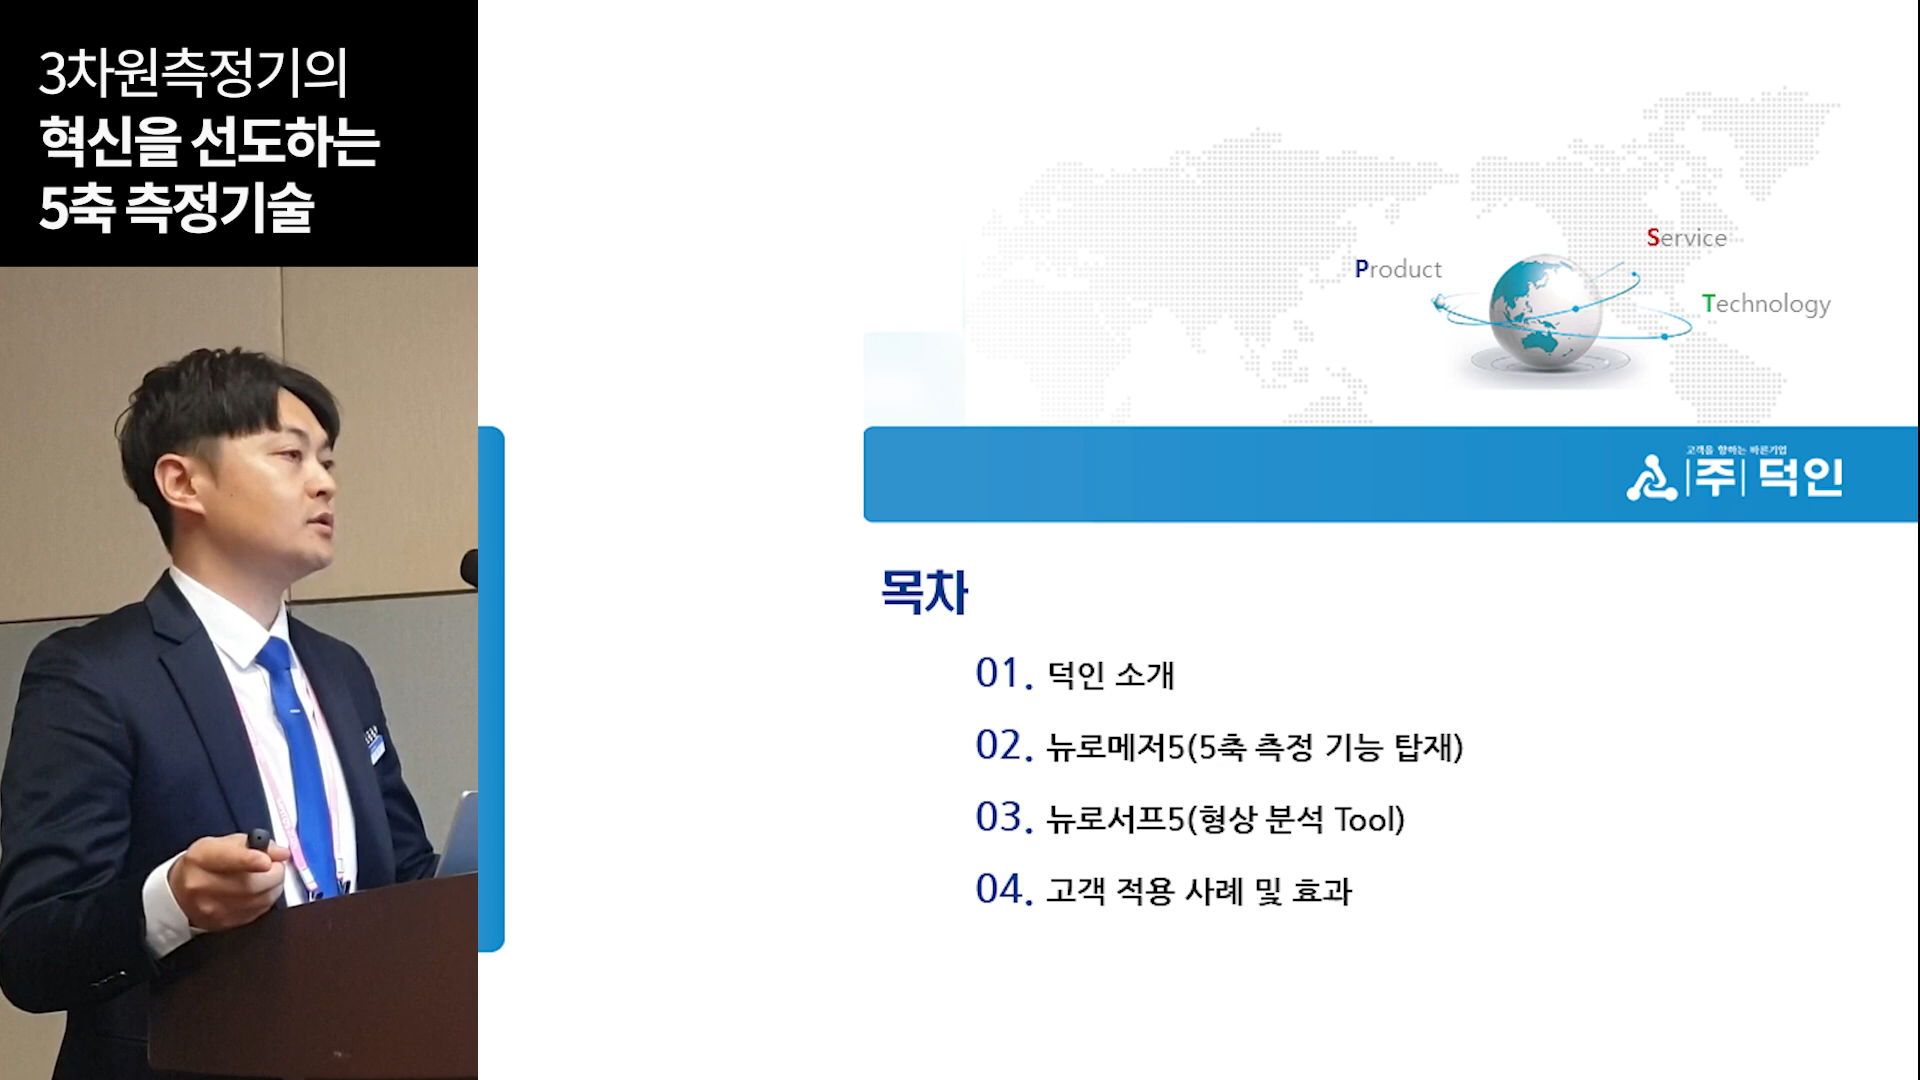 3차원측정기의
혁신을 선도하는
5축 측정기술
Service
Product
Technology
고객을 향하는 바른기업
|주| 덕인
목차
01. 덕인 소개
02. 뉴로메저5(5축 측정 기능 탑재)
03. 뉴로서프5(형상 분석 Tool)
04. 고객 적용 사례 및 효과